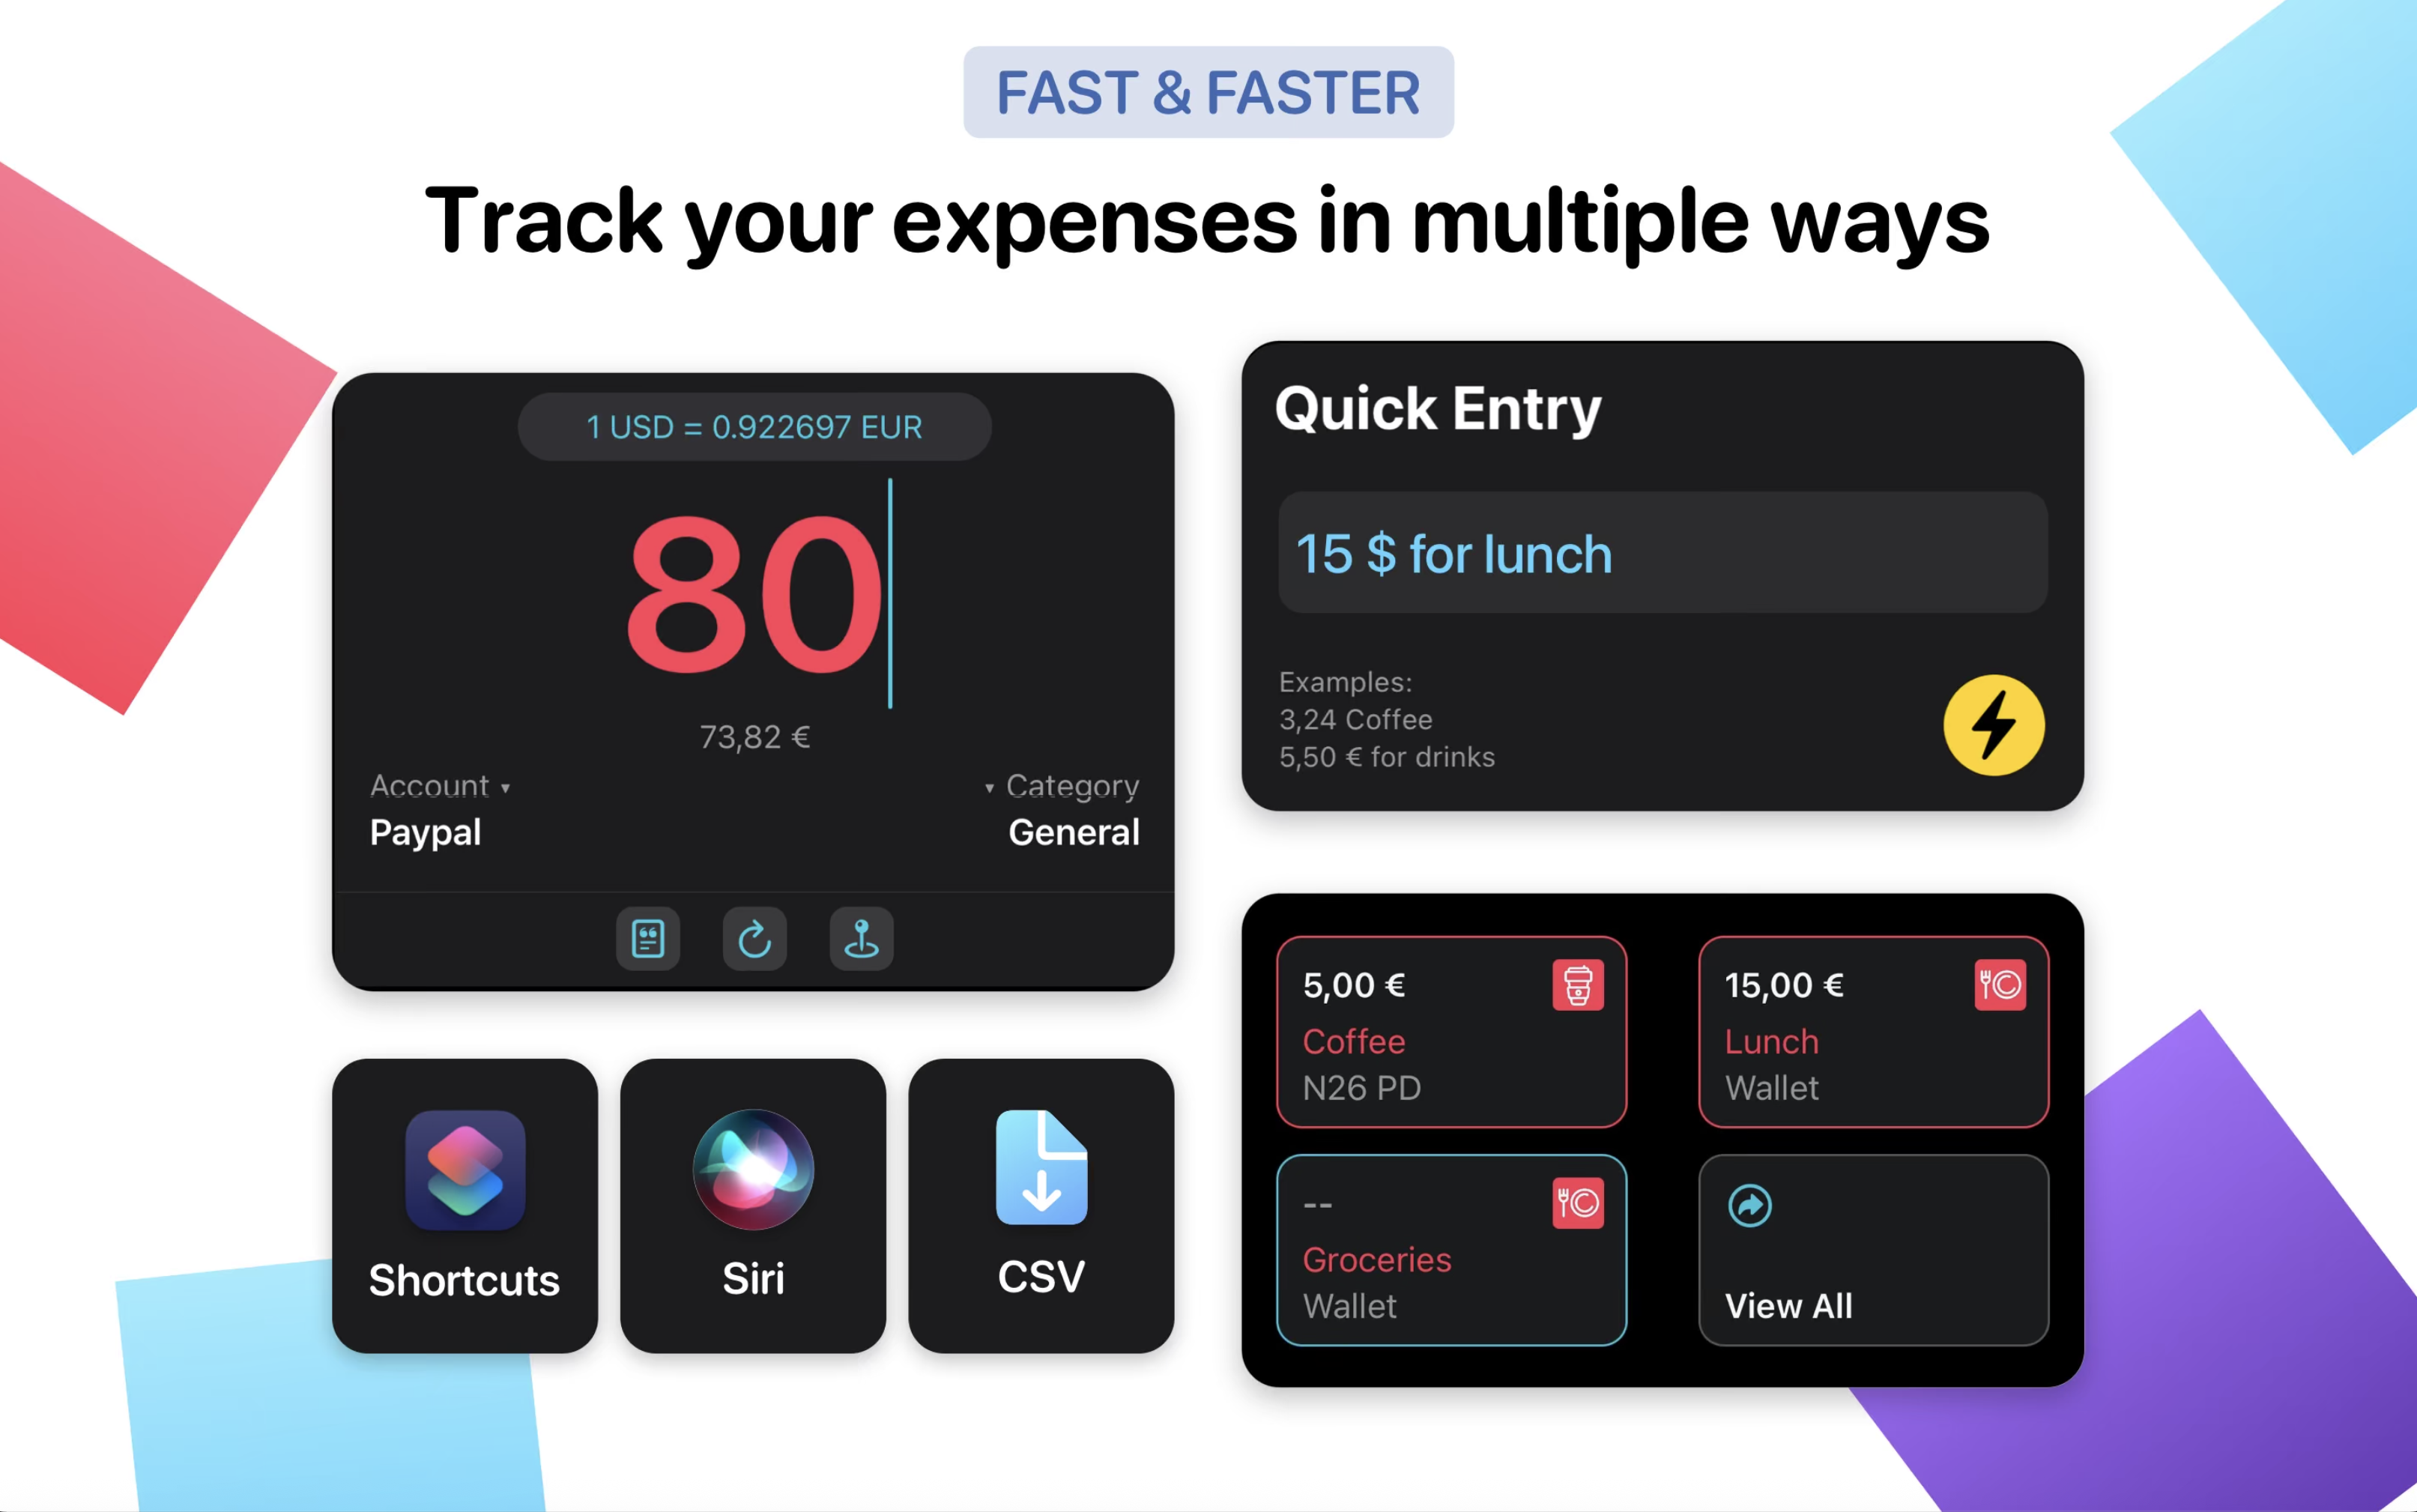 FAST & FASTER
Track your expenses in multiple ways
1 USD = 0.922697 EUR
80
73,82 €
Account ▾
▾ Category
Paypal
General
Shortcuts
Siri
CSV
Quick Entry
15 $ for lunch
Examples:
3,24 Coffee
5,50 € for drinks
5,00 €
Coffee
N26 PD
15,00 €
Lunch
Wallet
--
Groceries
Wallet
View All